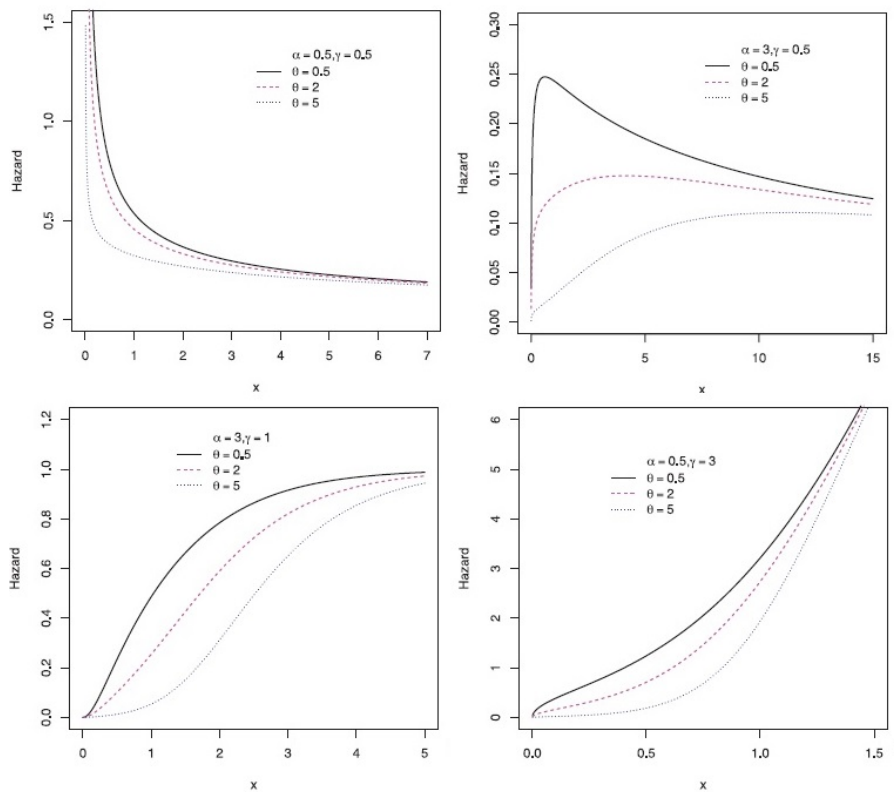 α = 0.5,γ = 0.5
θ = 0.5
θ = 2
θ = 5
Hazard
0.0
0.5
1.0
1.5
0 1 2 3 4 5 6 7
x
α = 3,γ = 0.5
θ = 0.5
θ = 2
θ = 5
Hazard
0.00
0.05
0.10
0.15
0.20
0.25
0.30
0 5 10 15
x
α = 3,γ = 1
θ = 0.5
θ = 2
θ = 5
Hazard
0.0
0.2
0.4
0.6
0.8
1.0
1.2
0 1 2 3 4 5
x
α = 0.5,γ = 3
θ = 0.5
θ = 2
θ = 5
Hazard
0
1
2
3
4
5
6
0.0 0.5 1.0 1.5
x